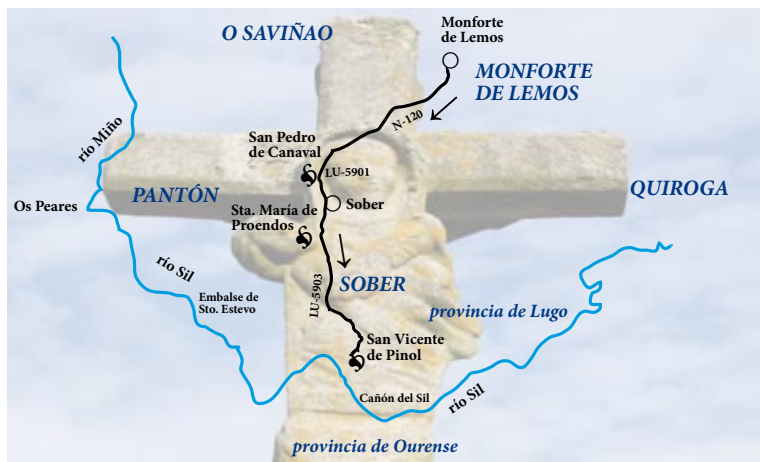 Monforte
de Lemos
O SAVIÑAO
MONFORTE
DE LEMOS
N-120
río Miño
San Pedro
de Canaval
LU-5901
PANTÓN
QUIROGA
Os Peares
Sta. María de
Proendos
Sober
río Sil
Embalse de
Sto. Estevo
LU-5903
SOBER
provincia de Lugo
San Vicente
de Pinol
Cañón del Sil
río Sil
provincia de Ourense